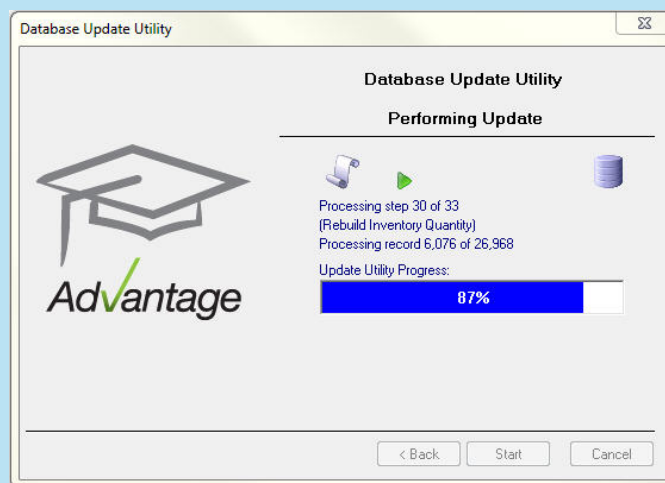 Database Update Utility
Database Update Utility
Performing Update
Processing step 30 of 33
(Rebuild Inventory Quantity)
Processing record 6,076 of 26,968
Update Utility Progress:
87%
Advantage
< Back
Start
Cancel